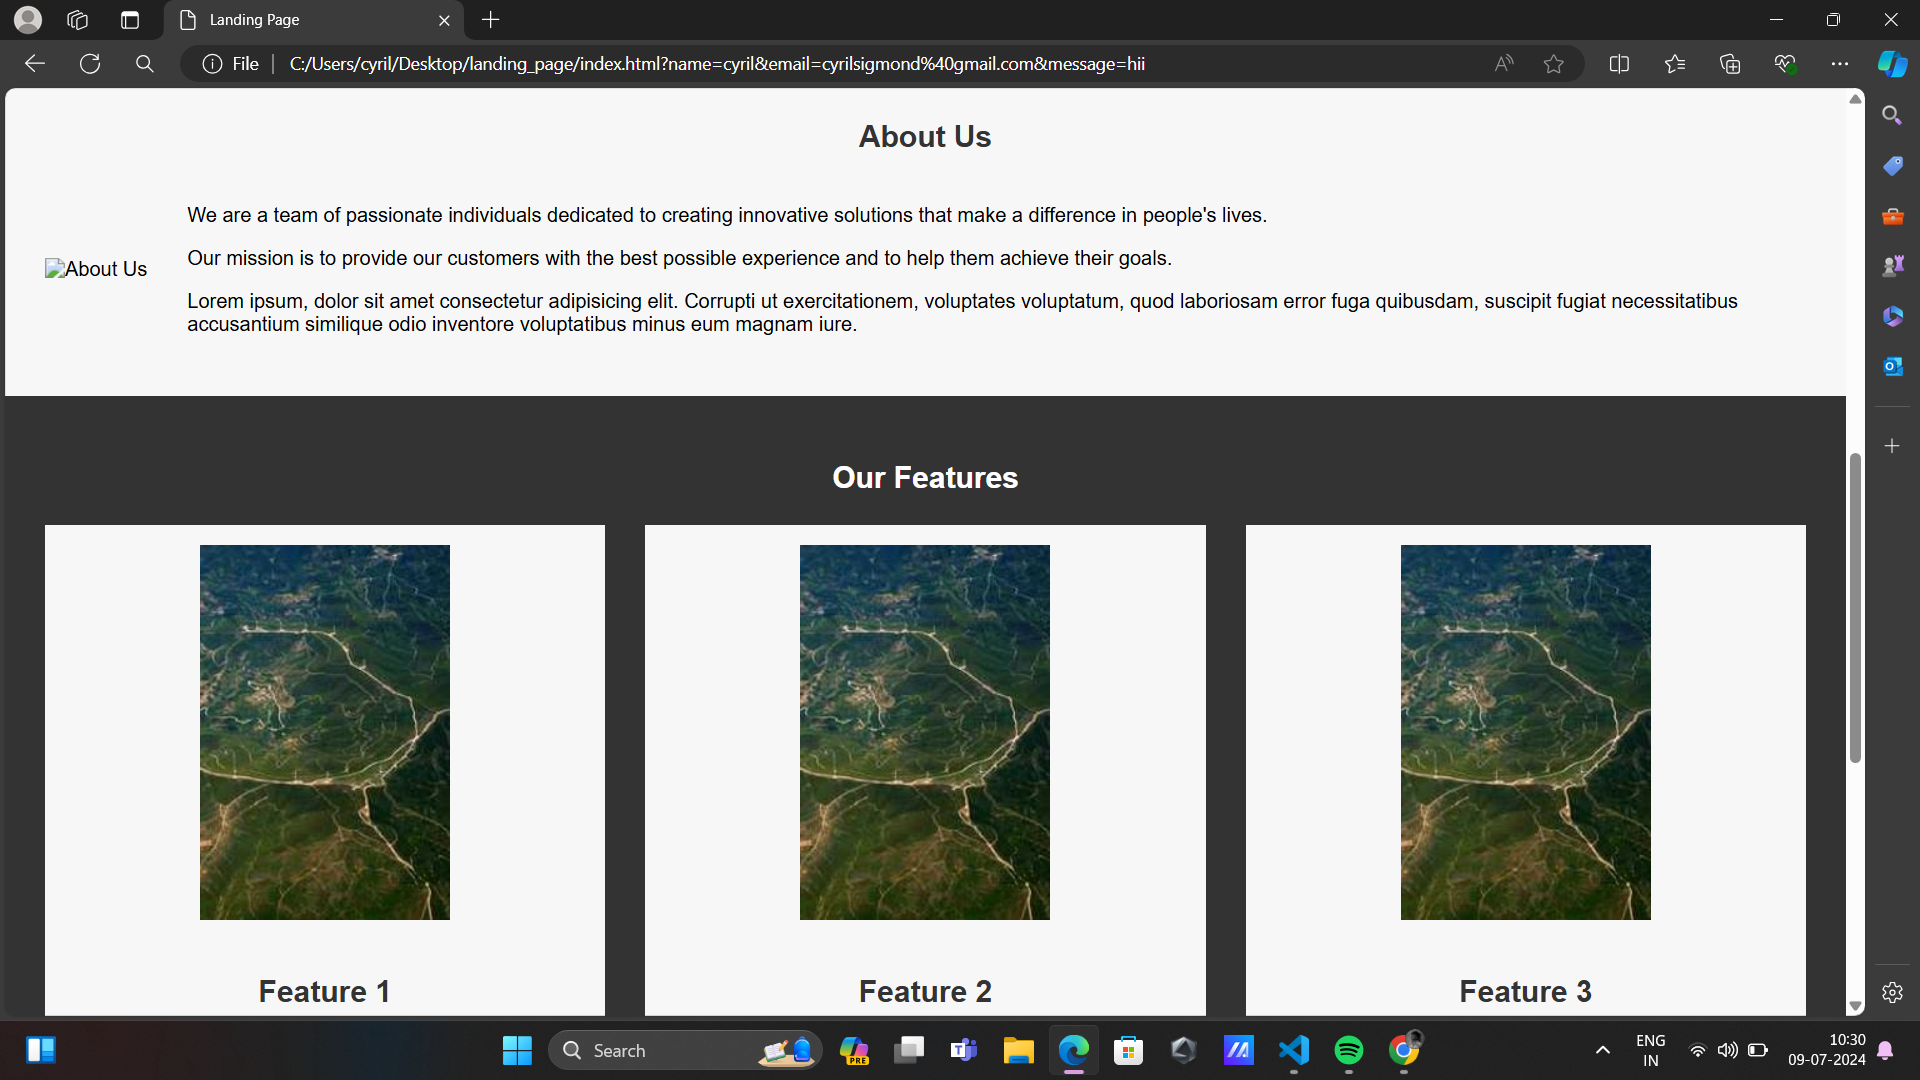 Landing Page
File
C:/Users/cyril/Desktop/landing_page/index.html?name=cyril&email=cyrilsigmond%40gmail.com&message=hii
About Us
We are a team of passionate individuals dedicated to creating innovative solutions that make a difference in people's lives.
Our mission is to provide our customers with the best possible experience and to help them achieve their goals.
About Us
Lorem ipsum, dolor sit amet consectetur adipisicing elit. Corrupti ut exercitationem, voluptates voluptatum, quod laboriosam error fuga quibusdam, suscipit fugiat necessitatibus
accusantium similique odio inventore voluptatibus minus eum magnam iure.
Our Features
Feature 1
Feature 2
Feature 3
Search
PRE
ENG
IN
10:30
09-07-2024